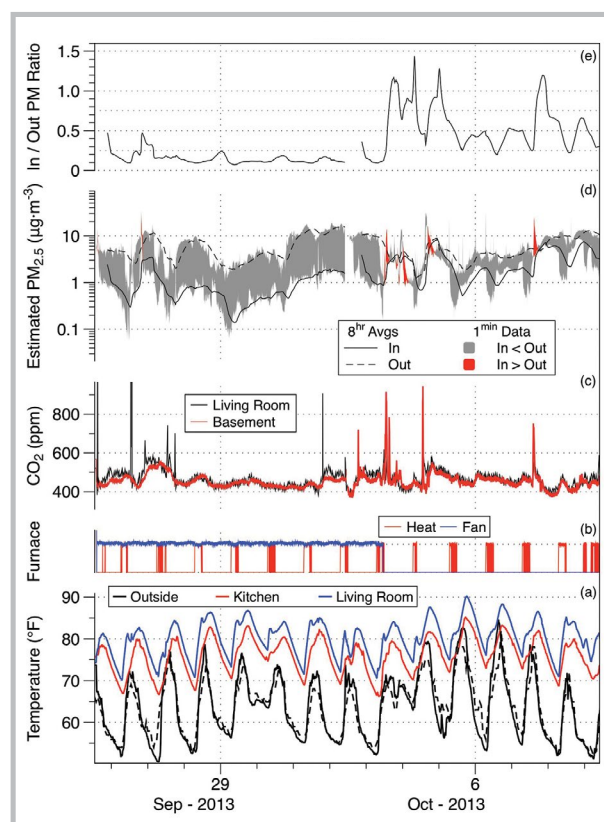 (e)
1.5
1.0
0.5
0
In / Out PM Ratio
(d)
10
1
0.1
Estimated PM2.5 (µg·m-3)
8hr Avgs
1min Data
In
In < Out
Out
In > Out
(c)
800
600
400
CO2 (ppm)
Living Room
Basement
(b)
Furnace
Heat
Fan
(a)
90
80
70
60
Temperature (°F)
Outside
Kitchen
Living Room
29
6
Sep - 2013
Oct - 2013